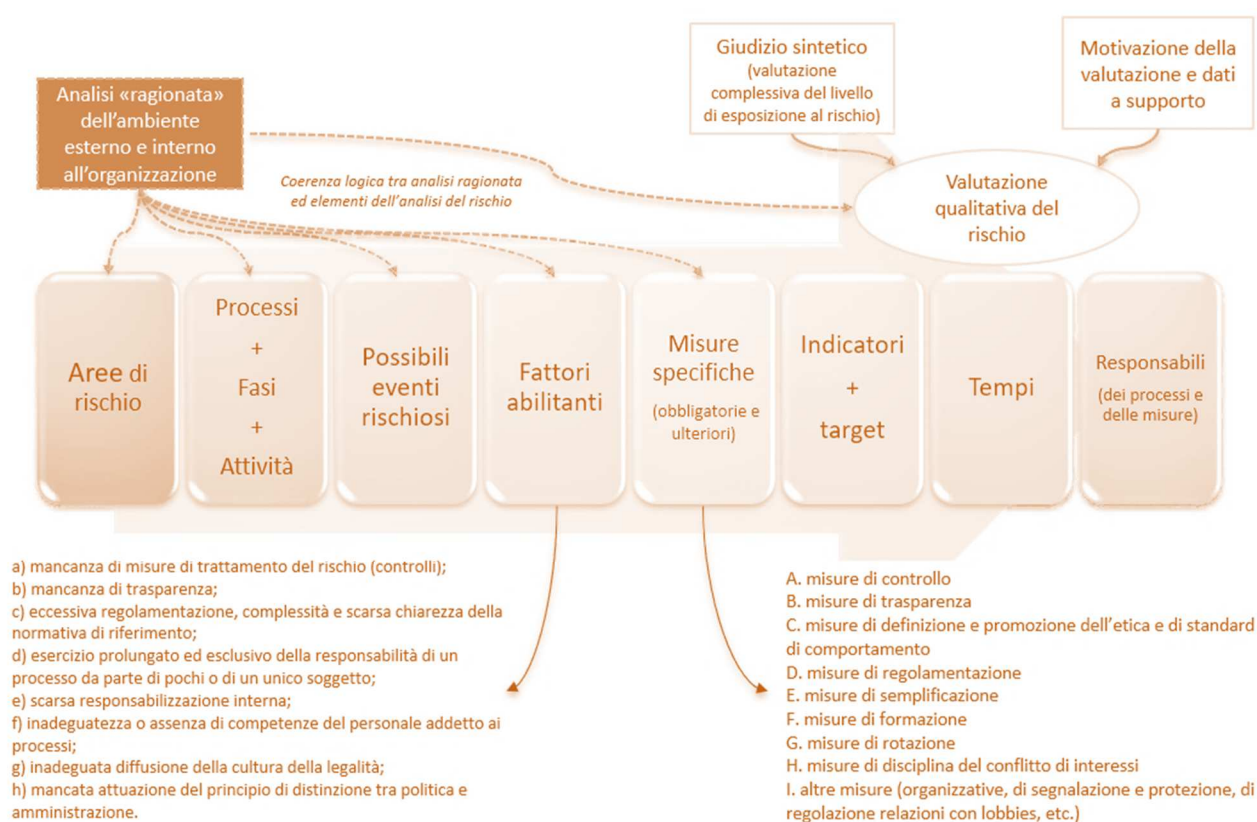 Analisi «ragionata»
dell'ambiente
esterno e interno
all'organizzazione
Giudizio sintetico
(valutazione
complessiva del livello
di esposizione al rischio)
Motivazione della
valutazione e dati
a supporto
Coerenza logica tra analisi ragionata
ed elementi dell'analisi del rischio
Valutazione
qualitativa del
rischio
Aree di
rischio
Processi
+
Fasi
+
Attività
Possibili
eventi
rischiosi
Fattori
abilitanti
Misure
specifiche
(obbligatorie e
ulteriori)
Indicatori
+
target
Tempi
Responsabili
(dei processi e
delle misure)
a) mancanza di misure di trattamento del rischio (controlli);
b) mancanza di trasparenza;
c) eccessiva regolamentazione, complessità e scarsa chiarezza della
normativa di riferimento;
d) esercizio prolungato ed esclusivo della responsabilità di un
processo da parte di pochi o di un unico soggetto;
e) scarsa responsabilizzazione interna;
f) inadeguatezza o assenza di competenze del personale addetto ai
processi;
g) inadeguata diffusione della cultura della legalità;
h) mancata attuazione del principio di distinzione tra politica e
amministrazione.
A. misure di controllo
B. misure di trasparenza
C. misure di definizione e promozione dell'etica e di standard
di comportamento
D. misure di regolamentazione
E. misure di semplificazione
F. misure di formazione
G. misure di rotazione
H. misure di disciplina del conflitto di interessi
I. altre misure (organizzative, di segnalazione e protezione, di
regolazione relazioni con lobbies, etc.)